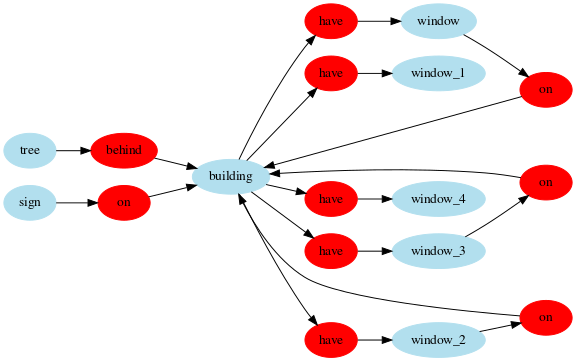 have
window
have
window_1
on
tree
behind
building
on
sign
on
have
window_4
have
window_3
on
have
window_2